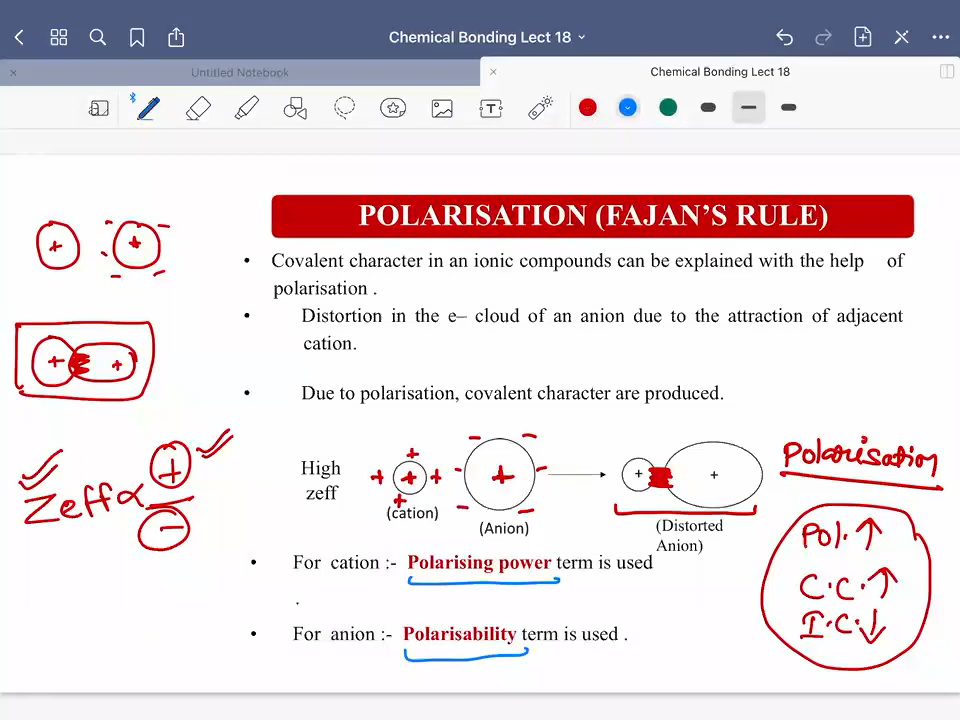 Chemical Bonding Lect 18
Untitled Notebook
Chemical Bonding Lect 18
POLARISATION (FAJAN'S RULE)
• Covalent character in an ionic compounds can be explained with the help of
polarisation .
• Distortion in the e– cloud of an anion due to the attraction of adjacent
cation.
• Due to polarisation, covalent character are produced.
High
zeff
+
(cation)
+
(Anion)
+ +
(Distorted
Anion)
Polarisation
Zeff ∝ + / −
Pol. ↑
C.C. ↑
I.C. ↓
• For cation :- Polarising power term is used
.
• For anion :- Polarisability term is used .